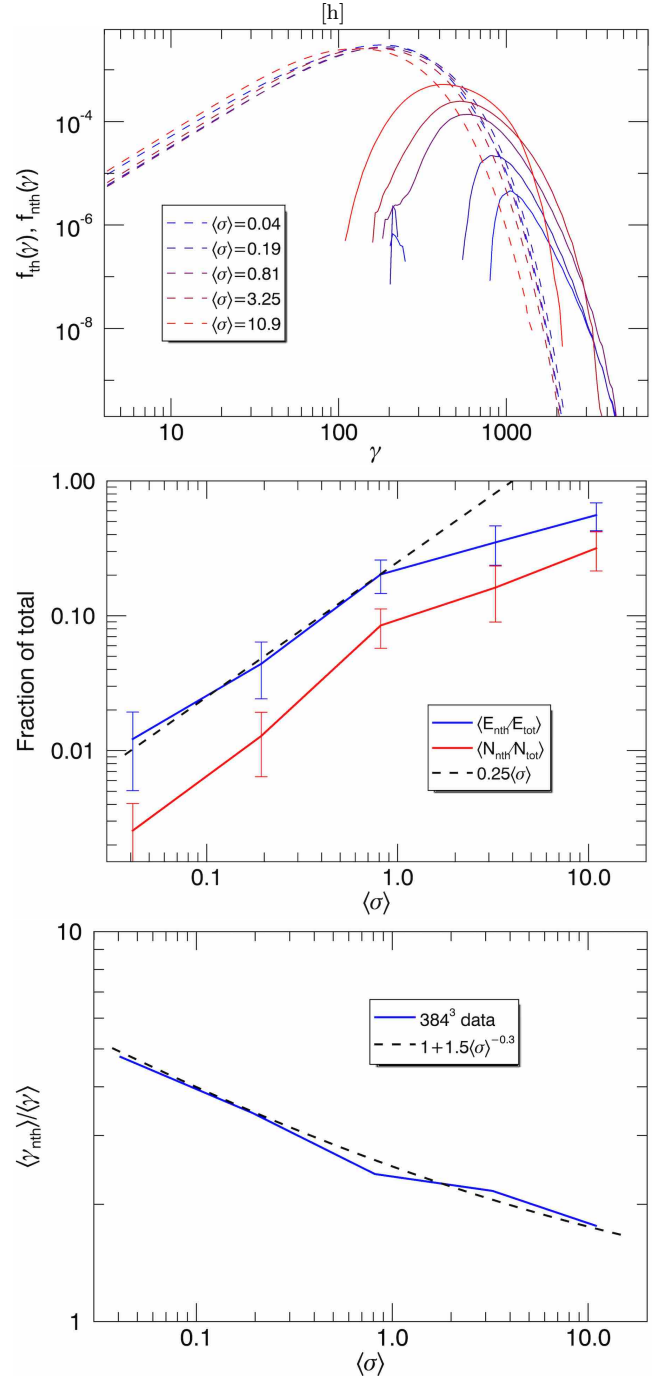 [h]
f_th(γ), f_nth(γ)
10^-4
10^-6
10^-8
⟨σ⟩=0.04
⟨σ⟩=0.19
⟨σ⟩=0.81
⟨σ⟩=3.25
⟨σ⟩=10.9
10 100 1000
γ
Fraction of total
1.00
0.10
0.01
⟨E_nth/E_tot⟩
⟨N_nth/N_tot⟩
0.25⟨σ⟩
0.1 1.0 10.0
⟨σ⟩
⟨γ_nth⟩/⟨γ⟩
10
1
384^3 data
1+1.5⟨σ⟩^-0.3
0.1 1.0 10.0
⟨σ⟩